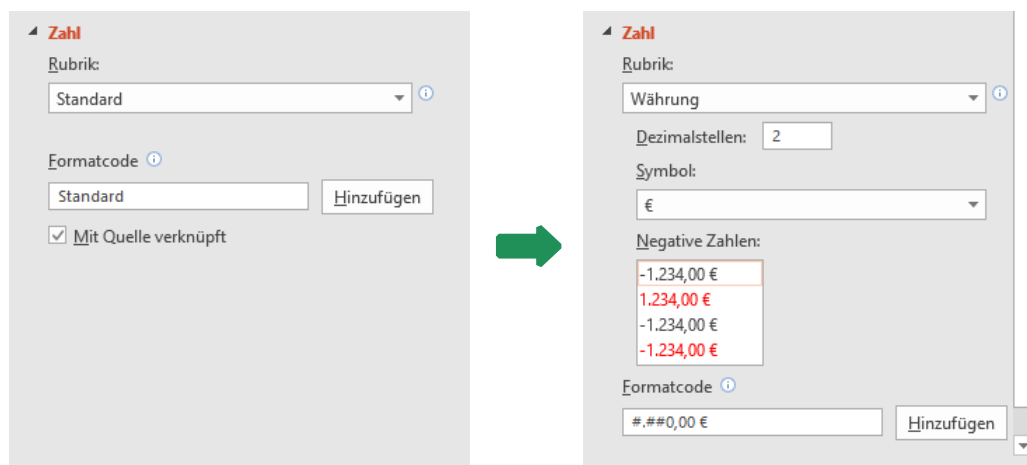 Zahl
Rubrik:
Standard
Formatcode
Standard
Hinzufügen
Mit Quelle verknüpft
Zahl
Rubrik:
Währung
Dezimalstellen: 2
Symbol:
€
Negative Zahlen:
-1.234,00 €
1.234,00 €
-1.234,00 €
-1.234,00 €
Formatcode
#.##0,00 €
Hinzufügen